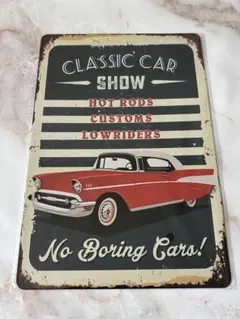 CLASSIC CAR
SHOW
HOT RODS
CUSTOMS
LOWRIDERS
No Boring Cars!